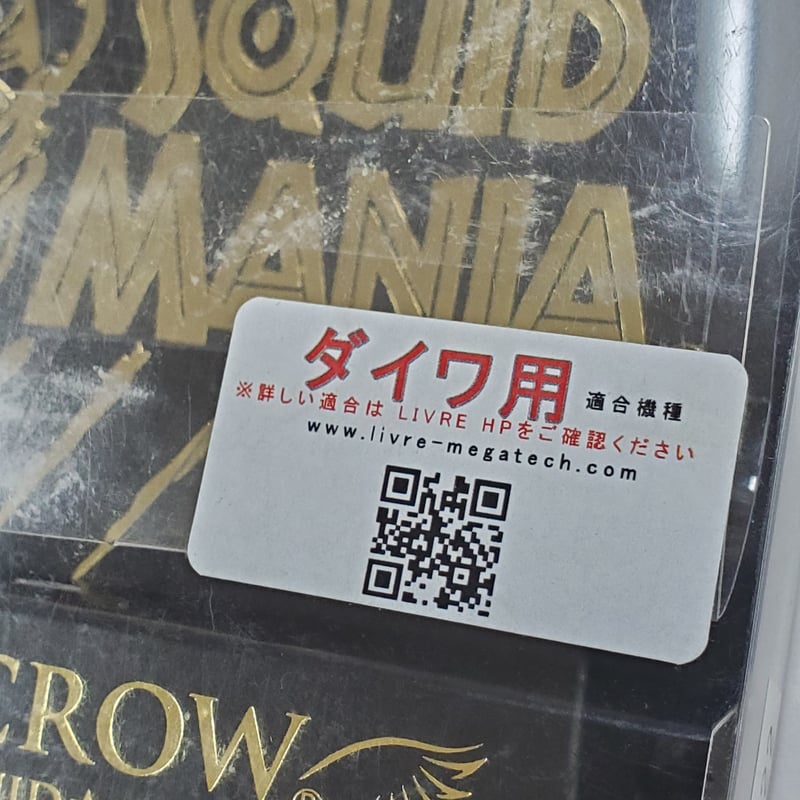 SQUID
MANIA
ダイワ用 適合機種
※詳しい適合は LIVRE HPをご確認ください
www.livre-megatech.com
CROW